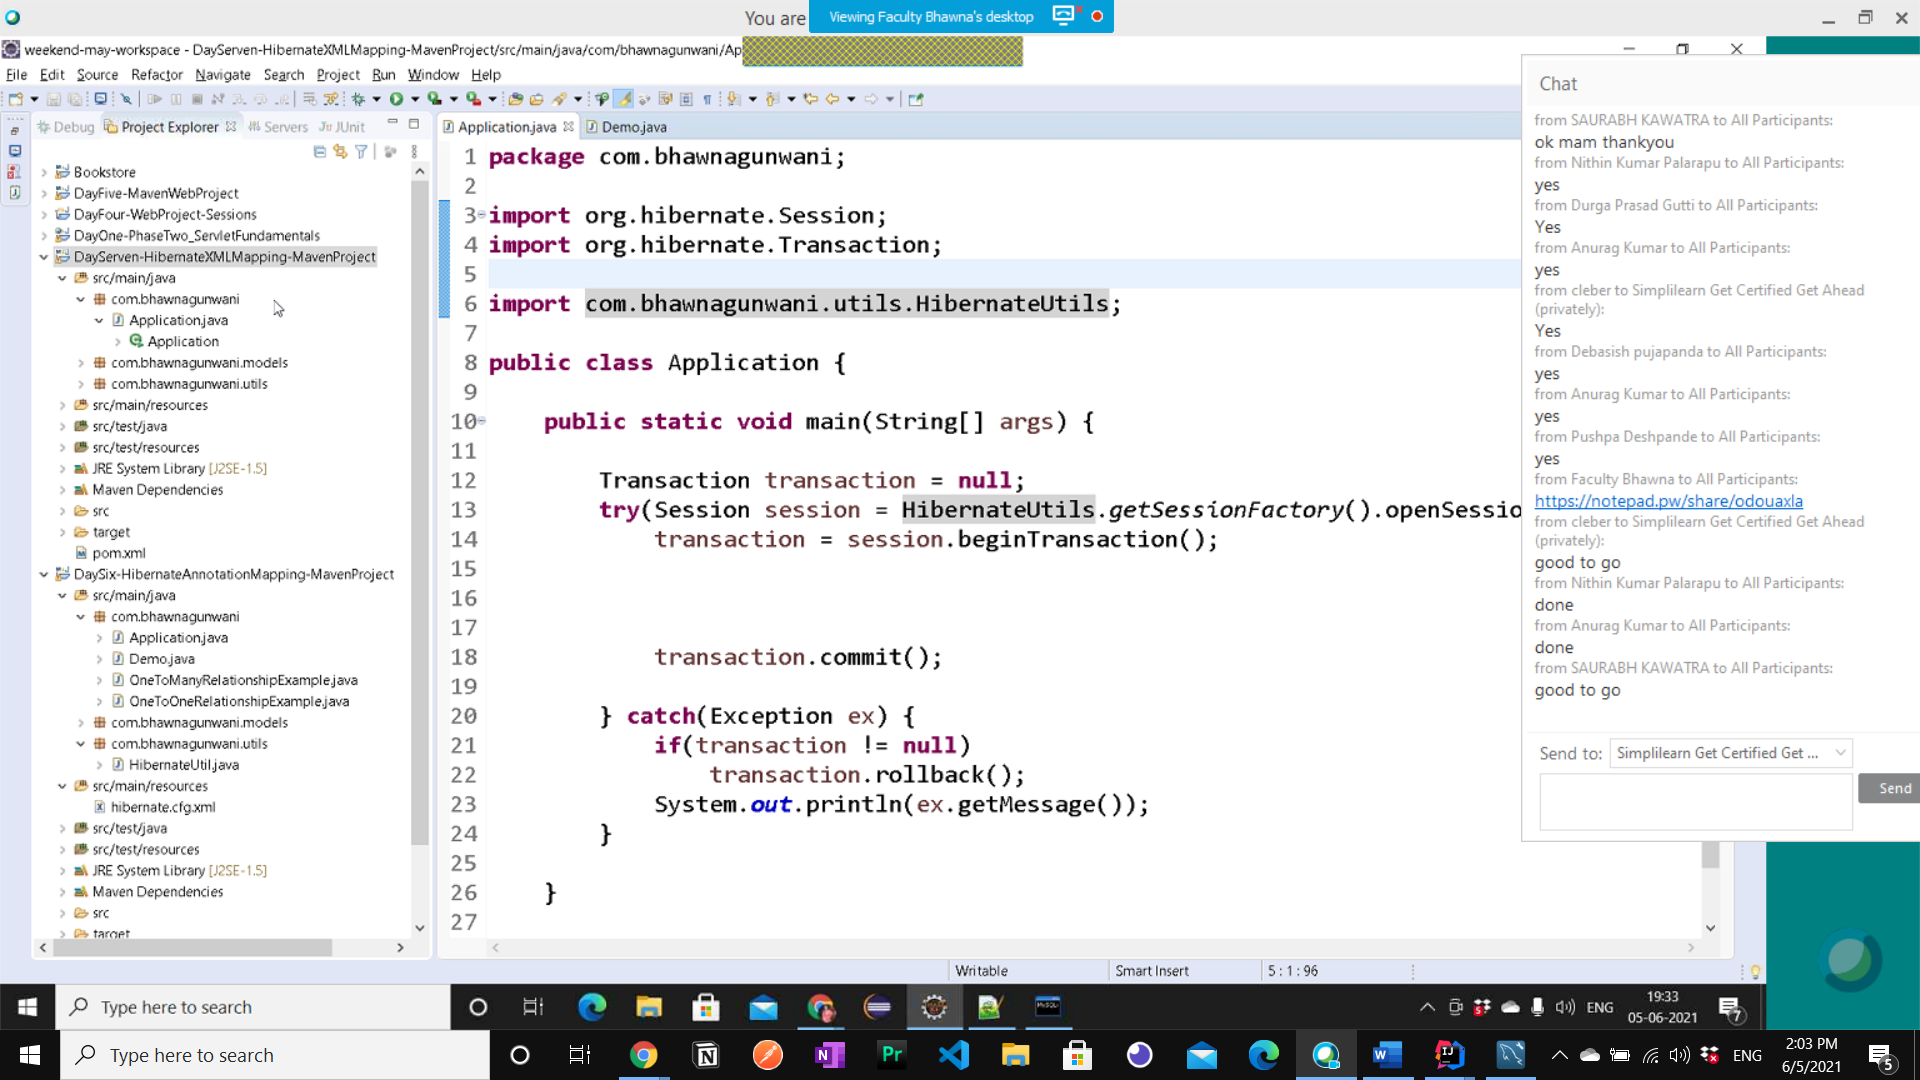 You are
Viewing Faculty Bhawna's desktop
weekend-may-workspace - DayServen-HibernateXMLMapping-MavenProject/src/main/java/com/bhawnagunwani/Ap
File Edit Source Refactor Navigate Search Project Run Window Help
Debug Project Explorer Servers JUnit
Application.java Demo.java
Bookstore
DayFive-MavenWebProject
DayFour-WebProject-Sessions
DayOne-PhaseTwo_ServletFundamentals
DayServen-HibernateXMLMapping-MavenProject
src/main/java
com.bhawnagunwani
Application.java
Application
com.bhawnagunwani.models
com.bhawnagunwani.utils
src/main/resources
src/test/java
src/test/resources
JRE System Library [J2SE-1.5]
Maven Dependencies
src
target
pom.xml
DaySix-HibernateAnnotationMapping-MavenProject
src/main/java
com.bhawnagunwani
Application.java
Demo.java
OneToManyRelationshipExample.java
OneToOneRelationshipExample.java
com.bhawnagunwani.models
com.bhawnagunwani.utils
HibernateUtil.java
src/main/resources
hibernate.cfg.xml
src/test/java
src/test/resources
JRE System Library [J2SE-1.5]
Maven Dependencies
src
target
1 package com.bhawnagunwani;
2
3 import org.hibernate.Session;
4 import org.hibernate.Transaction;
5
6 import com.bhawnagunwani.utils.HibernateUtils;
7
8 public class Application {
9
10 public static void main(String[] args) {
11
12 Transaction transaction = null;
13 try(Session session = HibernateUtils.getSessionFactory().openSessio
14 transaction = session.beginTransaction();
15
16
17
18 transaction.commit();
19
20 } catch(Exception ex) {
21 if(transaction != null)
22 transaction.rollback();
23 System.out.println(ex.getMessage());
24 }
25
26 }
27
Writable Smart Insert 5 : 1 : 96
Chat
from SAURABH KAWATRA to All Participants:
ok mam thankyou
from Nithin Kumar Palarapu to All Participants:
yes
from Durga Prasad Gutti to All Participants:
Yes
from Anurag Kumar to All Participants:
yes
from cleber to Simplilearn Get Certified Get Ahead
(privately):
Yes
from Debasish pujapanda to All Participants:
yes
from Anurag Kumar to All Participants:
yes
from Pushpa Deshpande to All Participants:
yes
from Faculty Bhawna to All Participants:
https://notepad.pw/share/odouaxla
from cleber to Simplilearn Get Certified Get Ahead
(privately):
good to go
from Nithin Kumar Palarapu to All Participants:
done
from Anurag Kumar to All Participants:
done
from SAURABH KAWATRA to All Participants:
good to go
Send to: Simplilearn Get Certified Get ...
Send
Type here to search
ENG
19:33
05-06-2021
7
Type here to search
ENG
2:03 PM
6/5/2021
5